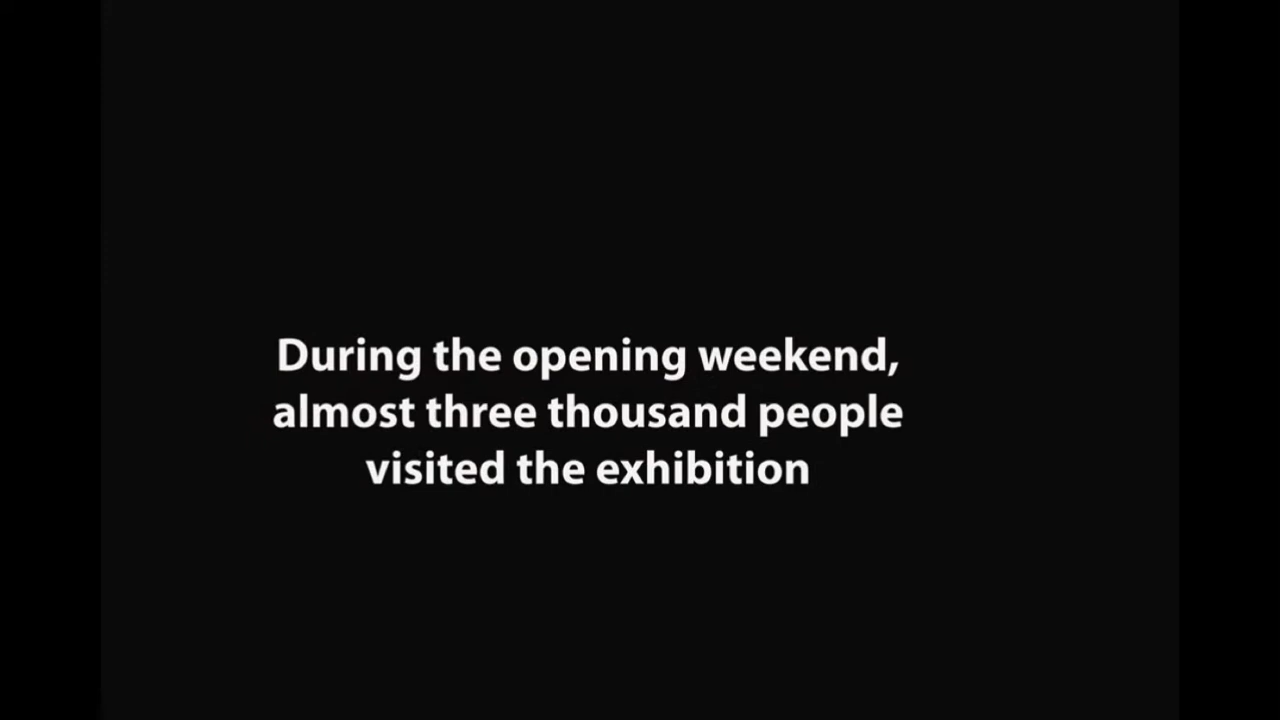 During the opening weekend,
almost three thousand people
visited the exhibition